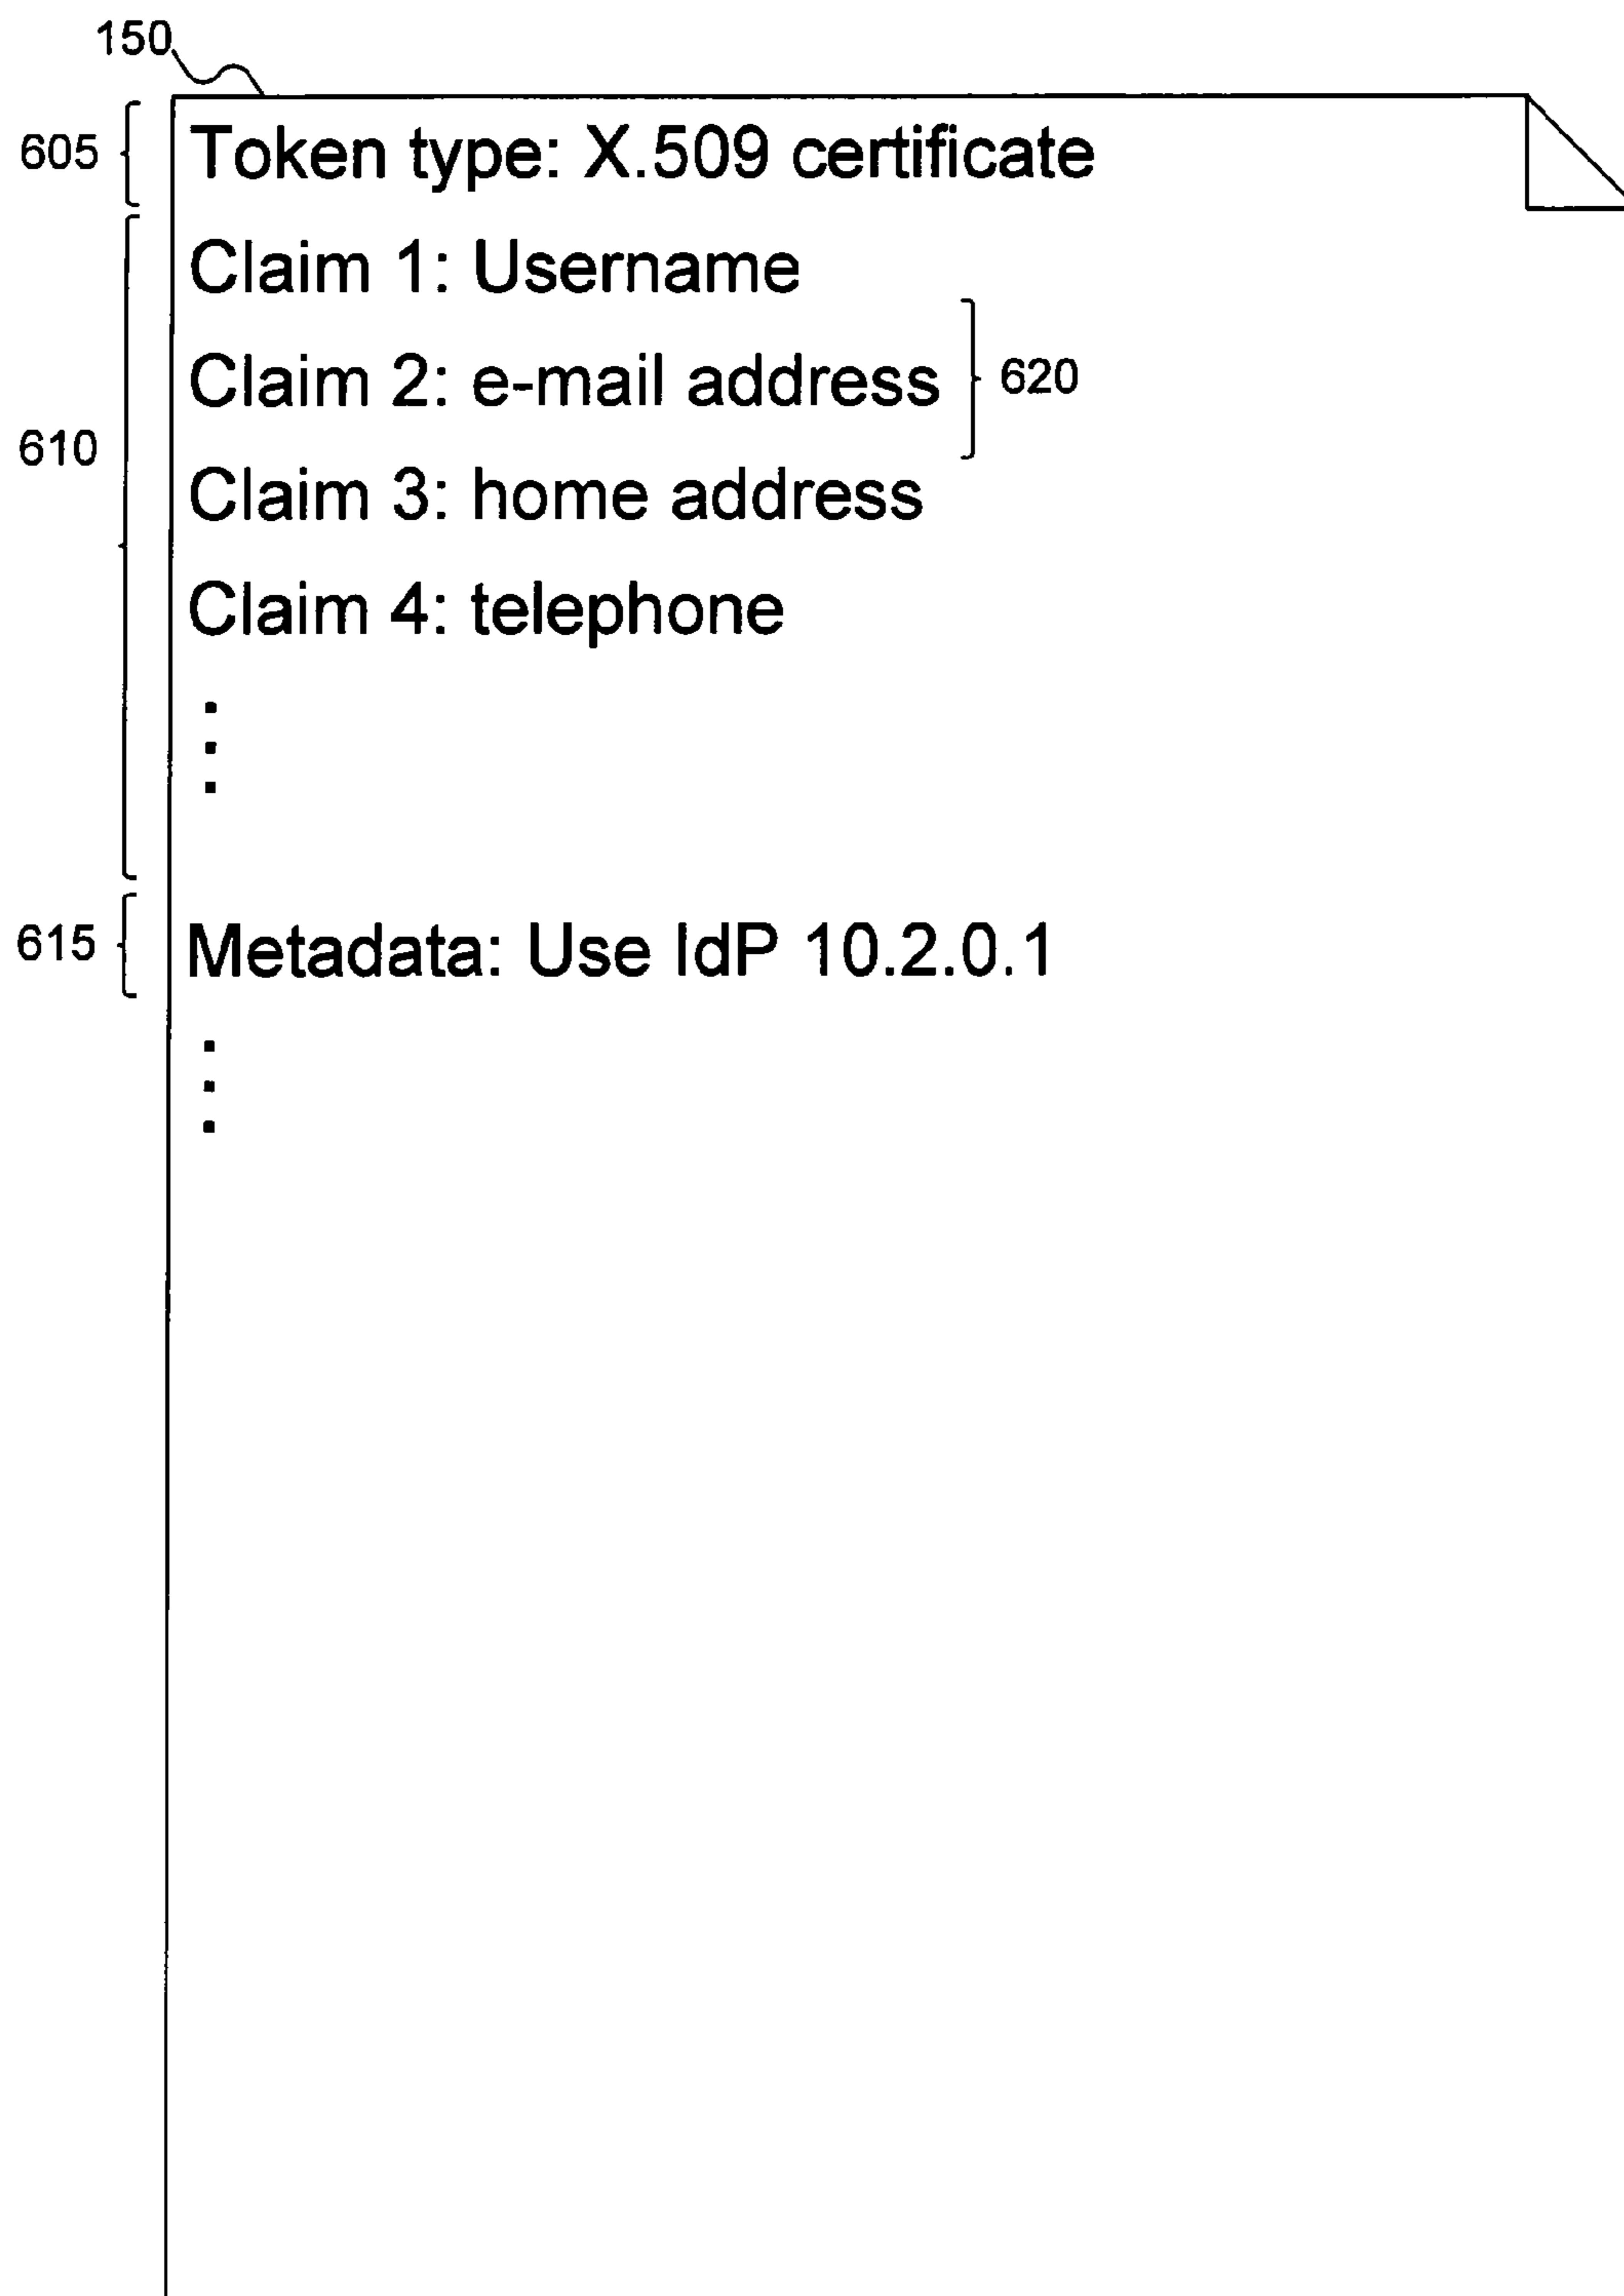 150
605
Token type: X.509 certificate
Claim 1: Username
Claim 2: e-mail address
620
610
Claim 3: home address
Claim 4: telephone
615
Metadata: Use IdP 10.2.0.1